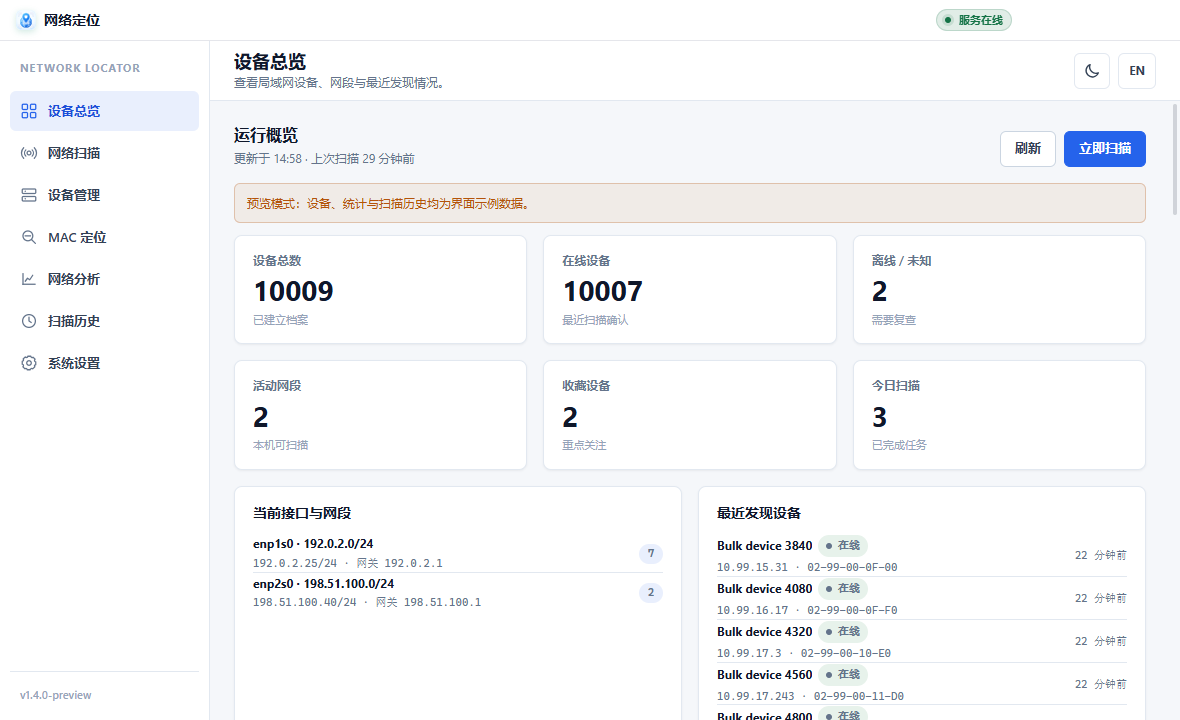 网络定位
服务在线
NETWORK LOCATOR
设备总览
网络扫描
设备管理
MAC 定位
网络分析
扫描历史
系统设置
v1.4.0-preview
设备总览
查看局域网设备、网段与最近发现情况。
EN
运行概览
更新于 14:58 · 上次扫描 29 分钟前
刷新
立即扫描
预览模式：设备、统计与扫描历史均为界面示例数据。
设备总数
10009
已建立档案
在线设备
10007
最近扫描确认
离线 / 未知
2
需要复查
活动网段
2
本机可扫描
收藏设备
2
重点关注
今日扫描
3
已完成任务
当前接口与网段
enp1s0 · 192.0.2.0/24
192.0.2.25/24 · 网关 192.0.2.1
7
enp2s0 · 198.51.100.0/24
198.51.100.40/24 · 网关 198.51.100.1
2
最近发现设备
Bulk device 3840 在线
10.99.15.31 · 02-99-00-0F-00
22 分钟前
Bulk device 4080 在线
10.99.16.17 · 02-99-00-0F-F0
22 分钟前
Bulk device 4320 在线
10.99.17.3 · 02-99-00-10-E0
22 分钟前
Bulk device 4560 在线
10.99.17.243 · 02-99-00-11-D0
22 分钟前
Bulk device 4800 在线